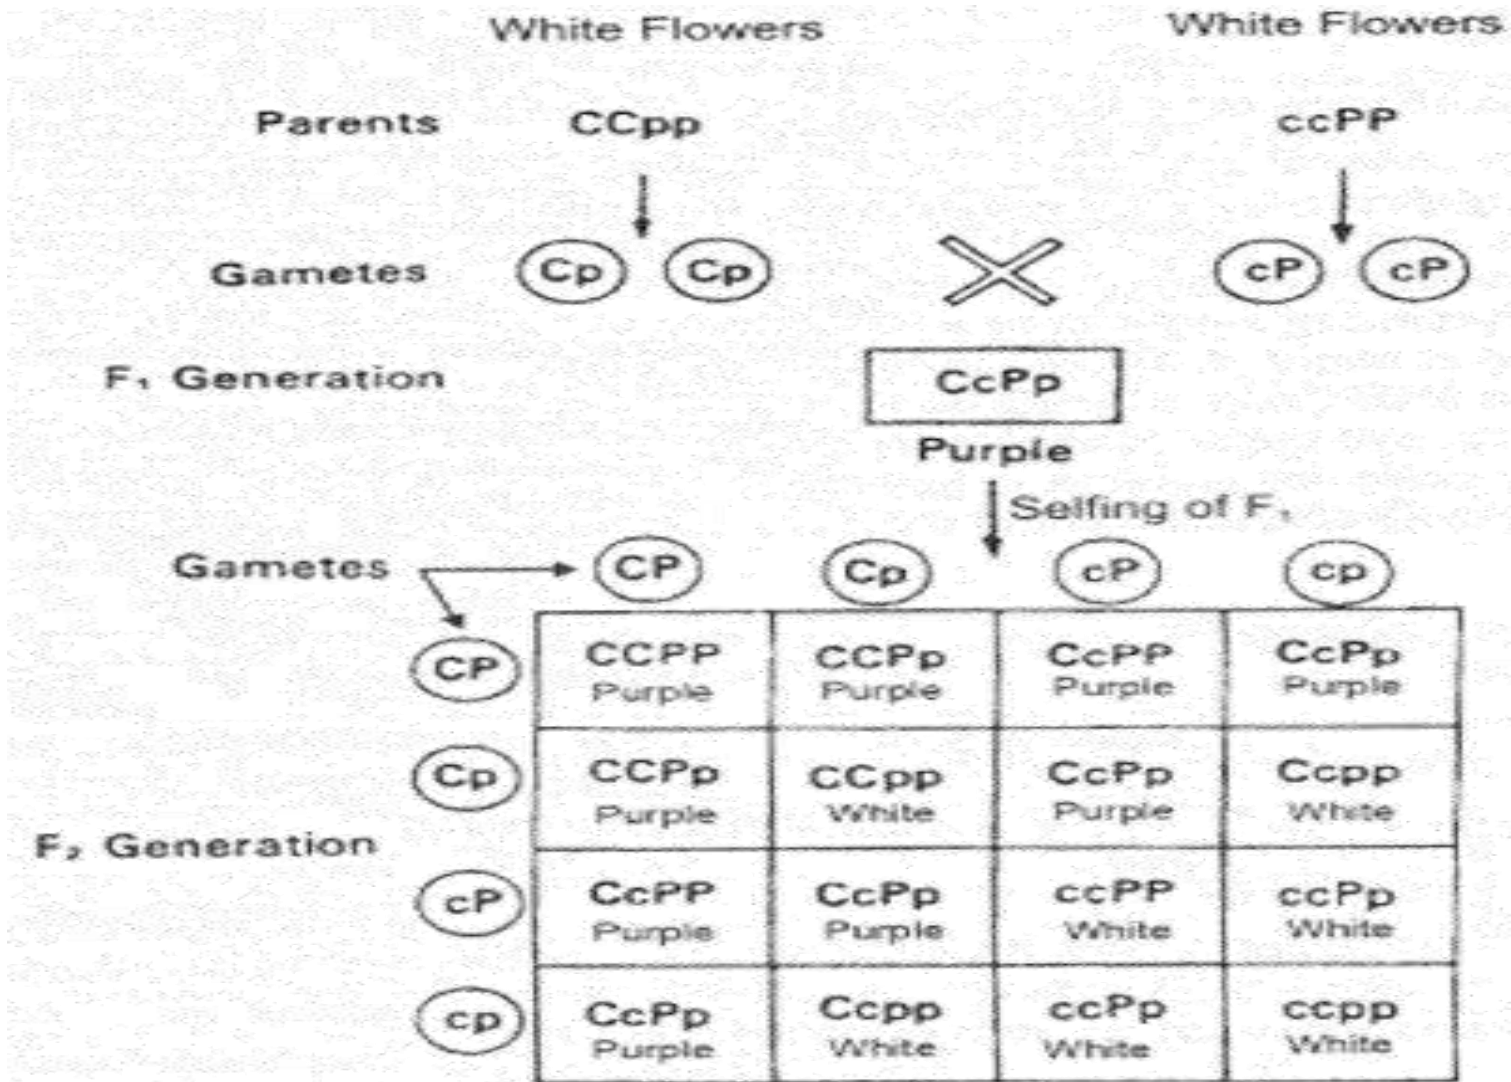 White Flowers White Flowers
Parents CCpp ccPP
Gametes Cp Cp cP cP
F₁ Generation CcPp
Purple
Selfing of F₁
Gametes CP Cp cP cp
CP CCPP CCPp CcPP CcPp
Purple Purple Purple Purple
Cp CCPp CCpp CcPp Ccpp
Purple White Purple White
F₂ Generation
cP CcPP CcPp ccPP ccPp
Purple Purple White White
cp CcPp Ccpp ccPp ccpp
Purple White White White